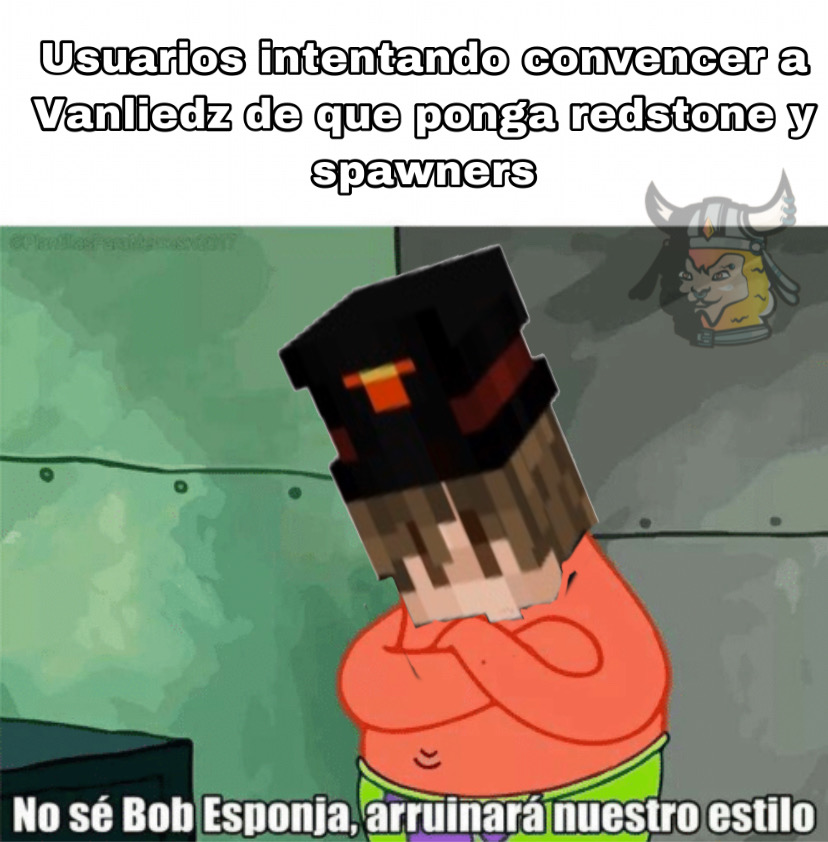 Usuarios intentando convencer a
Vanliedz de que ponga redstone y
spawners
No sé Bob Esponja, arruinará nuestro estilo